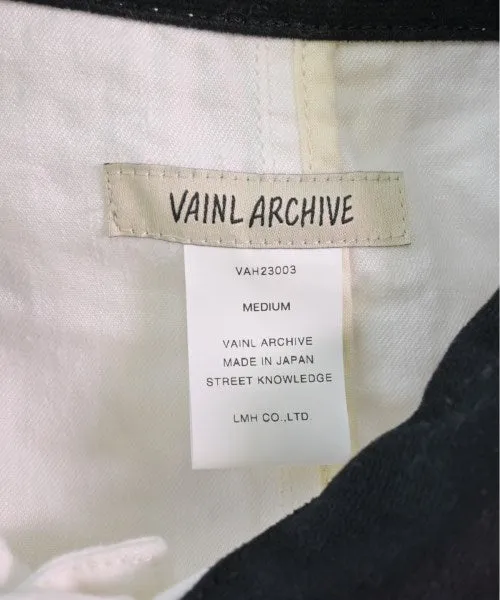 VAINL ARCHIVE
VAH23003
MEDIUM
VAINL ARCHIVE
MADE IN JAPAN
STREET KNOWLEDGE
LMH CO.,LTD.